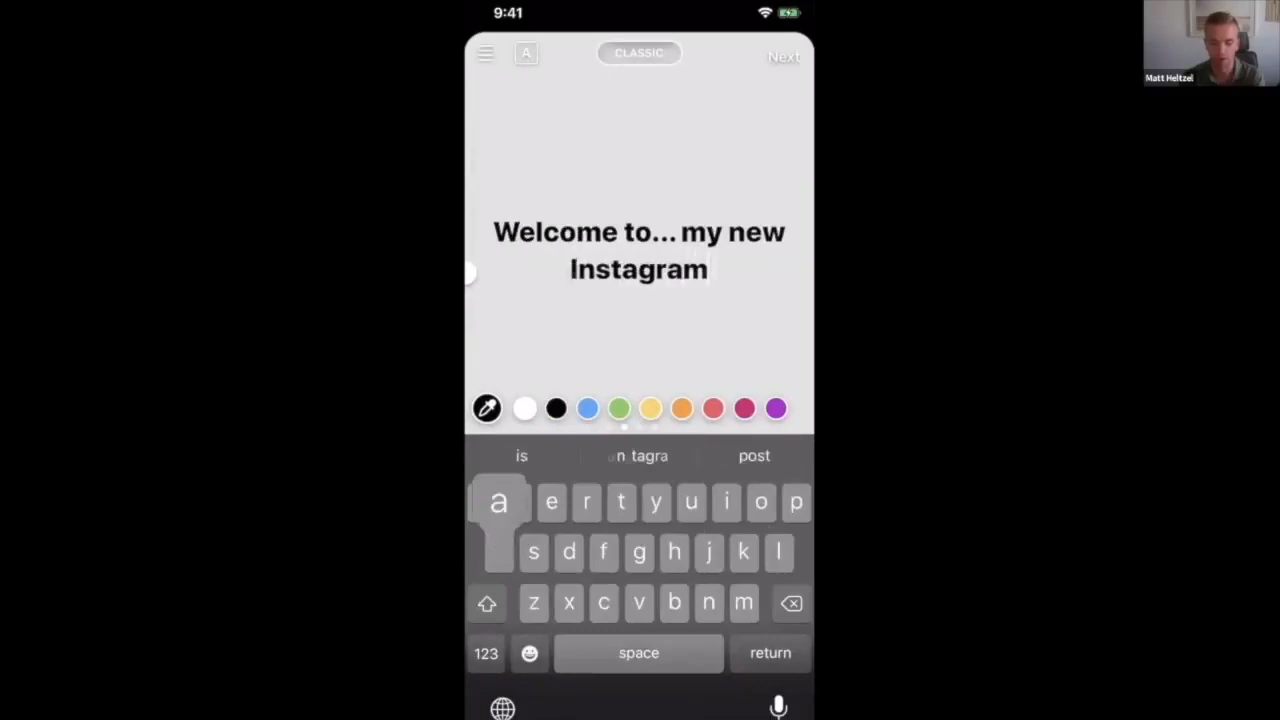 9:41
A
CLASSIC
Next
Matt Heltzel
Welcome to... my new
Instagram
is
post
a e r t y u i o p
s d f g h j k l
z x c v b n m
123
space
return